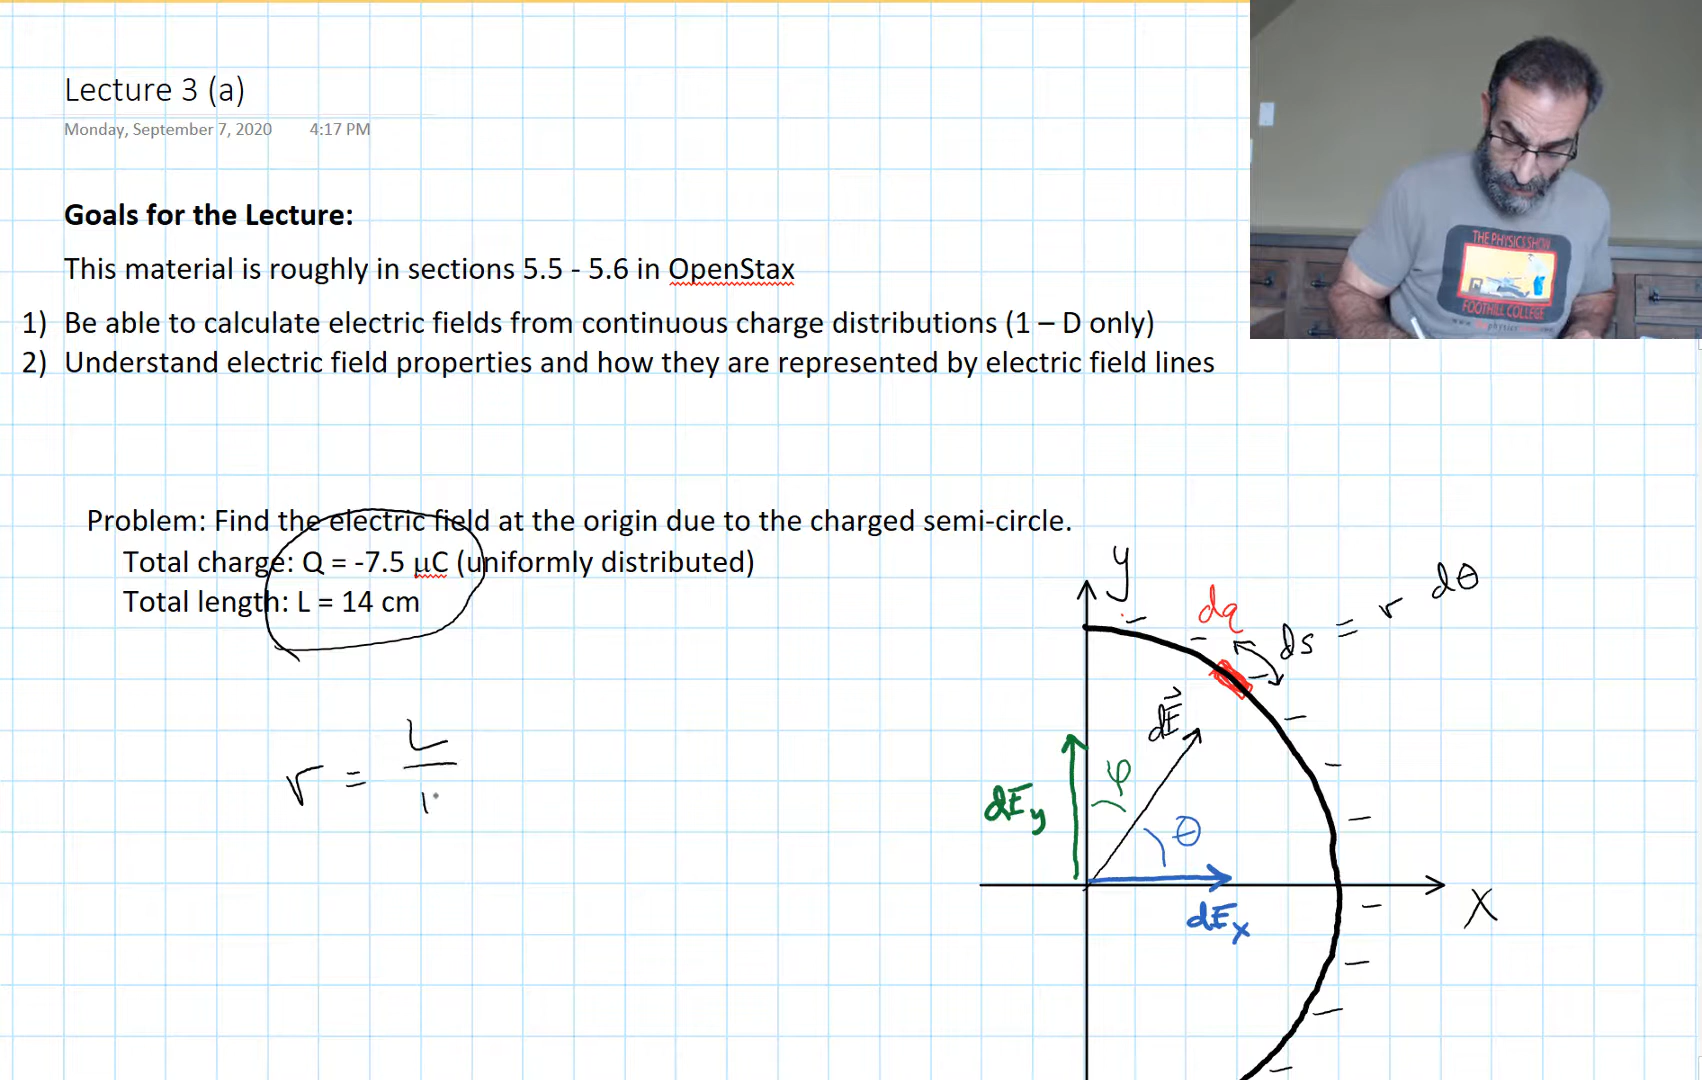 Lecture 3 (a)
Monday, September 7, 2020 4:17 PM
THE PHYSICS SHOW
FOOTHILL COLLEGE
Goals for the Lecture:
This material is roughly in sections 5.5 - 5.6 in OpenStax
1) Be able to calculate electric fields from continuous charge distributions (1 – D only)
2) Understand electric field properties and how they are represented by electric field lines
Problem: Find the electric field at the origin due to the charged semi-circle.
Total charge: Q = -7.5 μC (uniformly distributed)
Total length: L = 14 cm
y
dq
ds = r dθ
r = L
dE
φ
dEy
θ
dEx
X